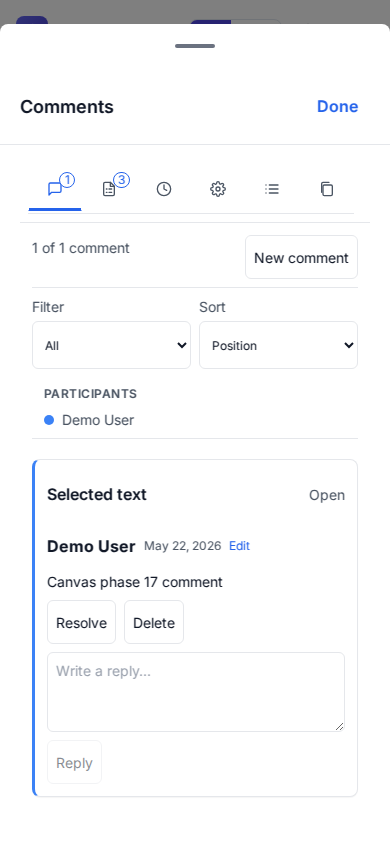 Comments
Done
1
3
1 of 1 comment
New comment
Filter
Sort
All
Position
PARTICIPANTS
Demo User
Selected text
Open
Demo User May 22, 2026 Edit
Canvas phase 17 comment
Resolve
Delete
Write a reply...
Reply